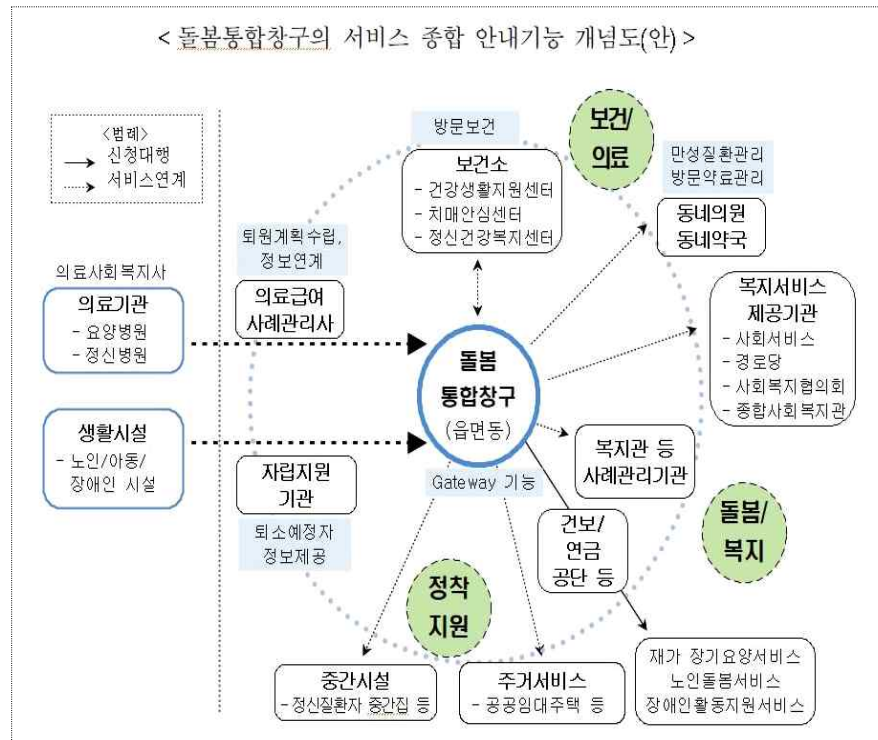 < 돌봄통합창구의 서비스 종합 안내기능 개념도(안) >
<범례>
신청대행
서비스연계
방문보건
보건소
- 건강생활지원센터
- 치매안심센터
- 정신건강복지센터
보건/
의료
만성질환관리
방문약료관리
동네의원
동네약국
퇴원계획수립,
정보연계
의료급여
사례관리사
의료사회복지사
의료기관
- 요양병원
- 정신병원
복지서비스
제공기관
- 사회서비스
- 경로당
- 사회복지협의회
- 종합사회복지관
돌봄
통합창구
(읍면동)
Gateway 기능
생활시설
- 노인/아동/
장애인 시설
자립지원
기관
퇴소예정자
정보제공
복지관 등
사례관리기관
건보/
연금
공단 등
돌봄/
복지
정착
지원
중간시설
- 정신질환자 중간집 등
주거서비스
- 공공임대주택 등
재가 장기요양서비스
노인돌봄서비스
장애인활동지원서비스